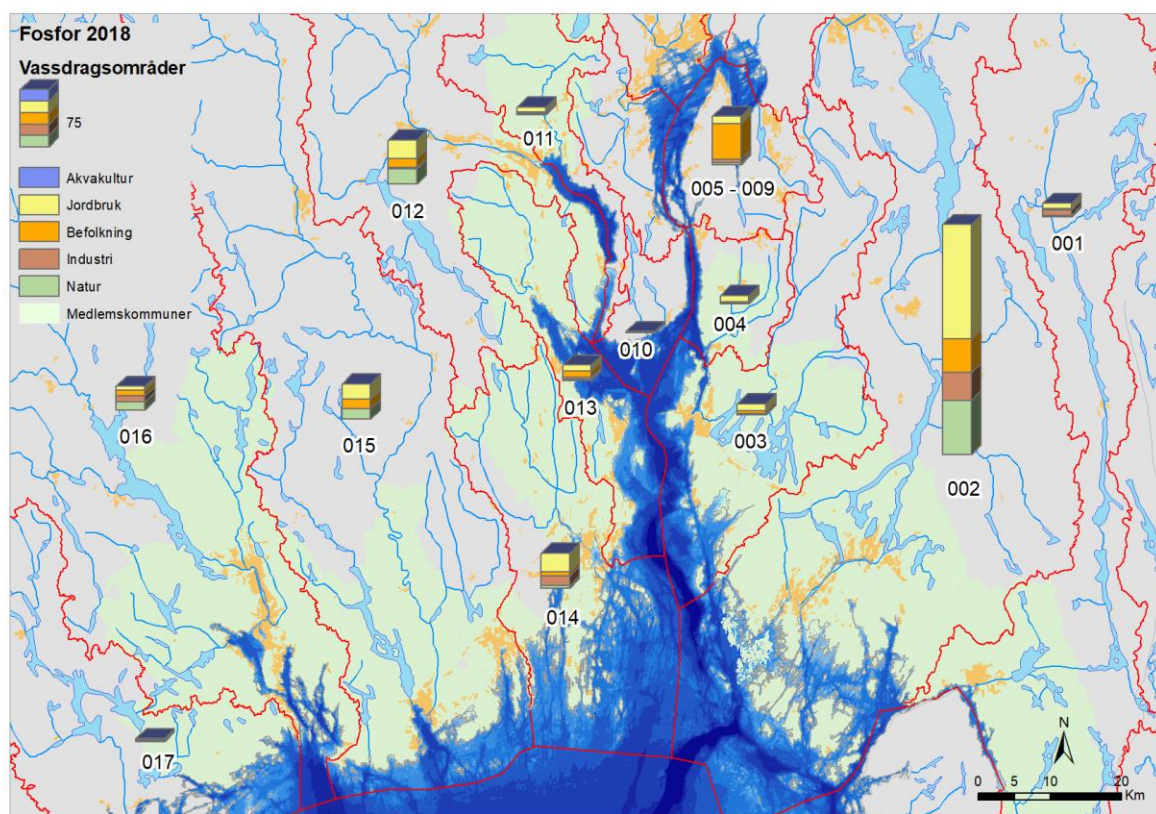 Fosfor 2018
Vassdragsområder
75
Akvakultur
Jordbruk
Befolkning
Industri
Natur
Medlemskommuner
011
012
005 - 009
001
004
010
013
003
016
015
002
014
017
N
0 5 10 20
Km